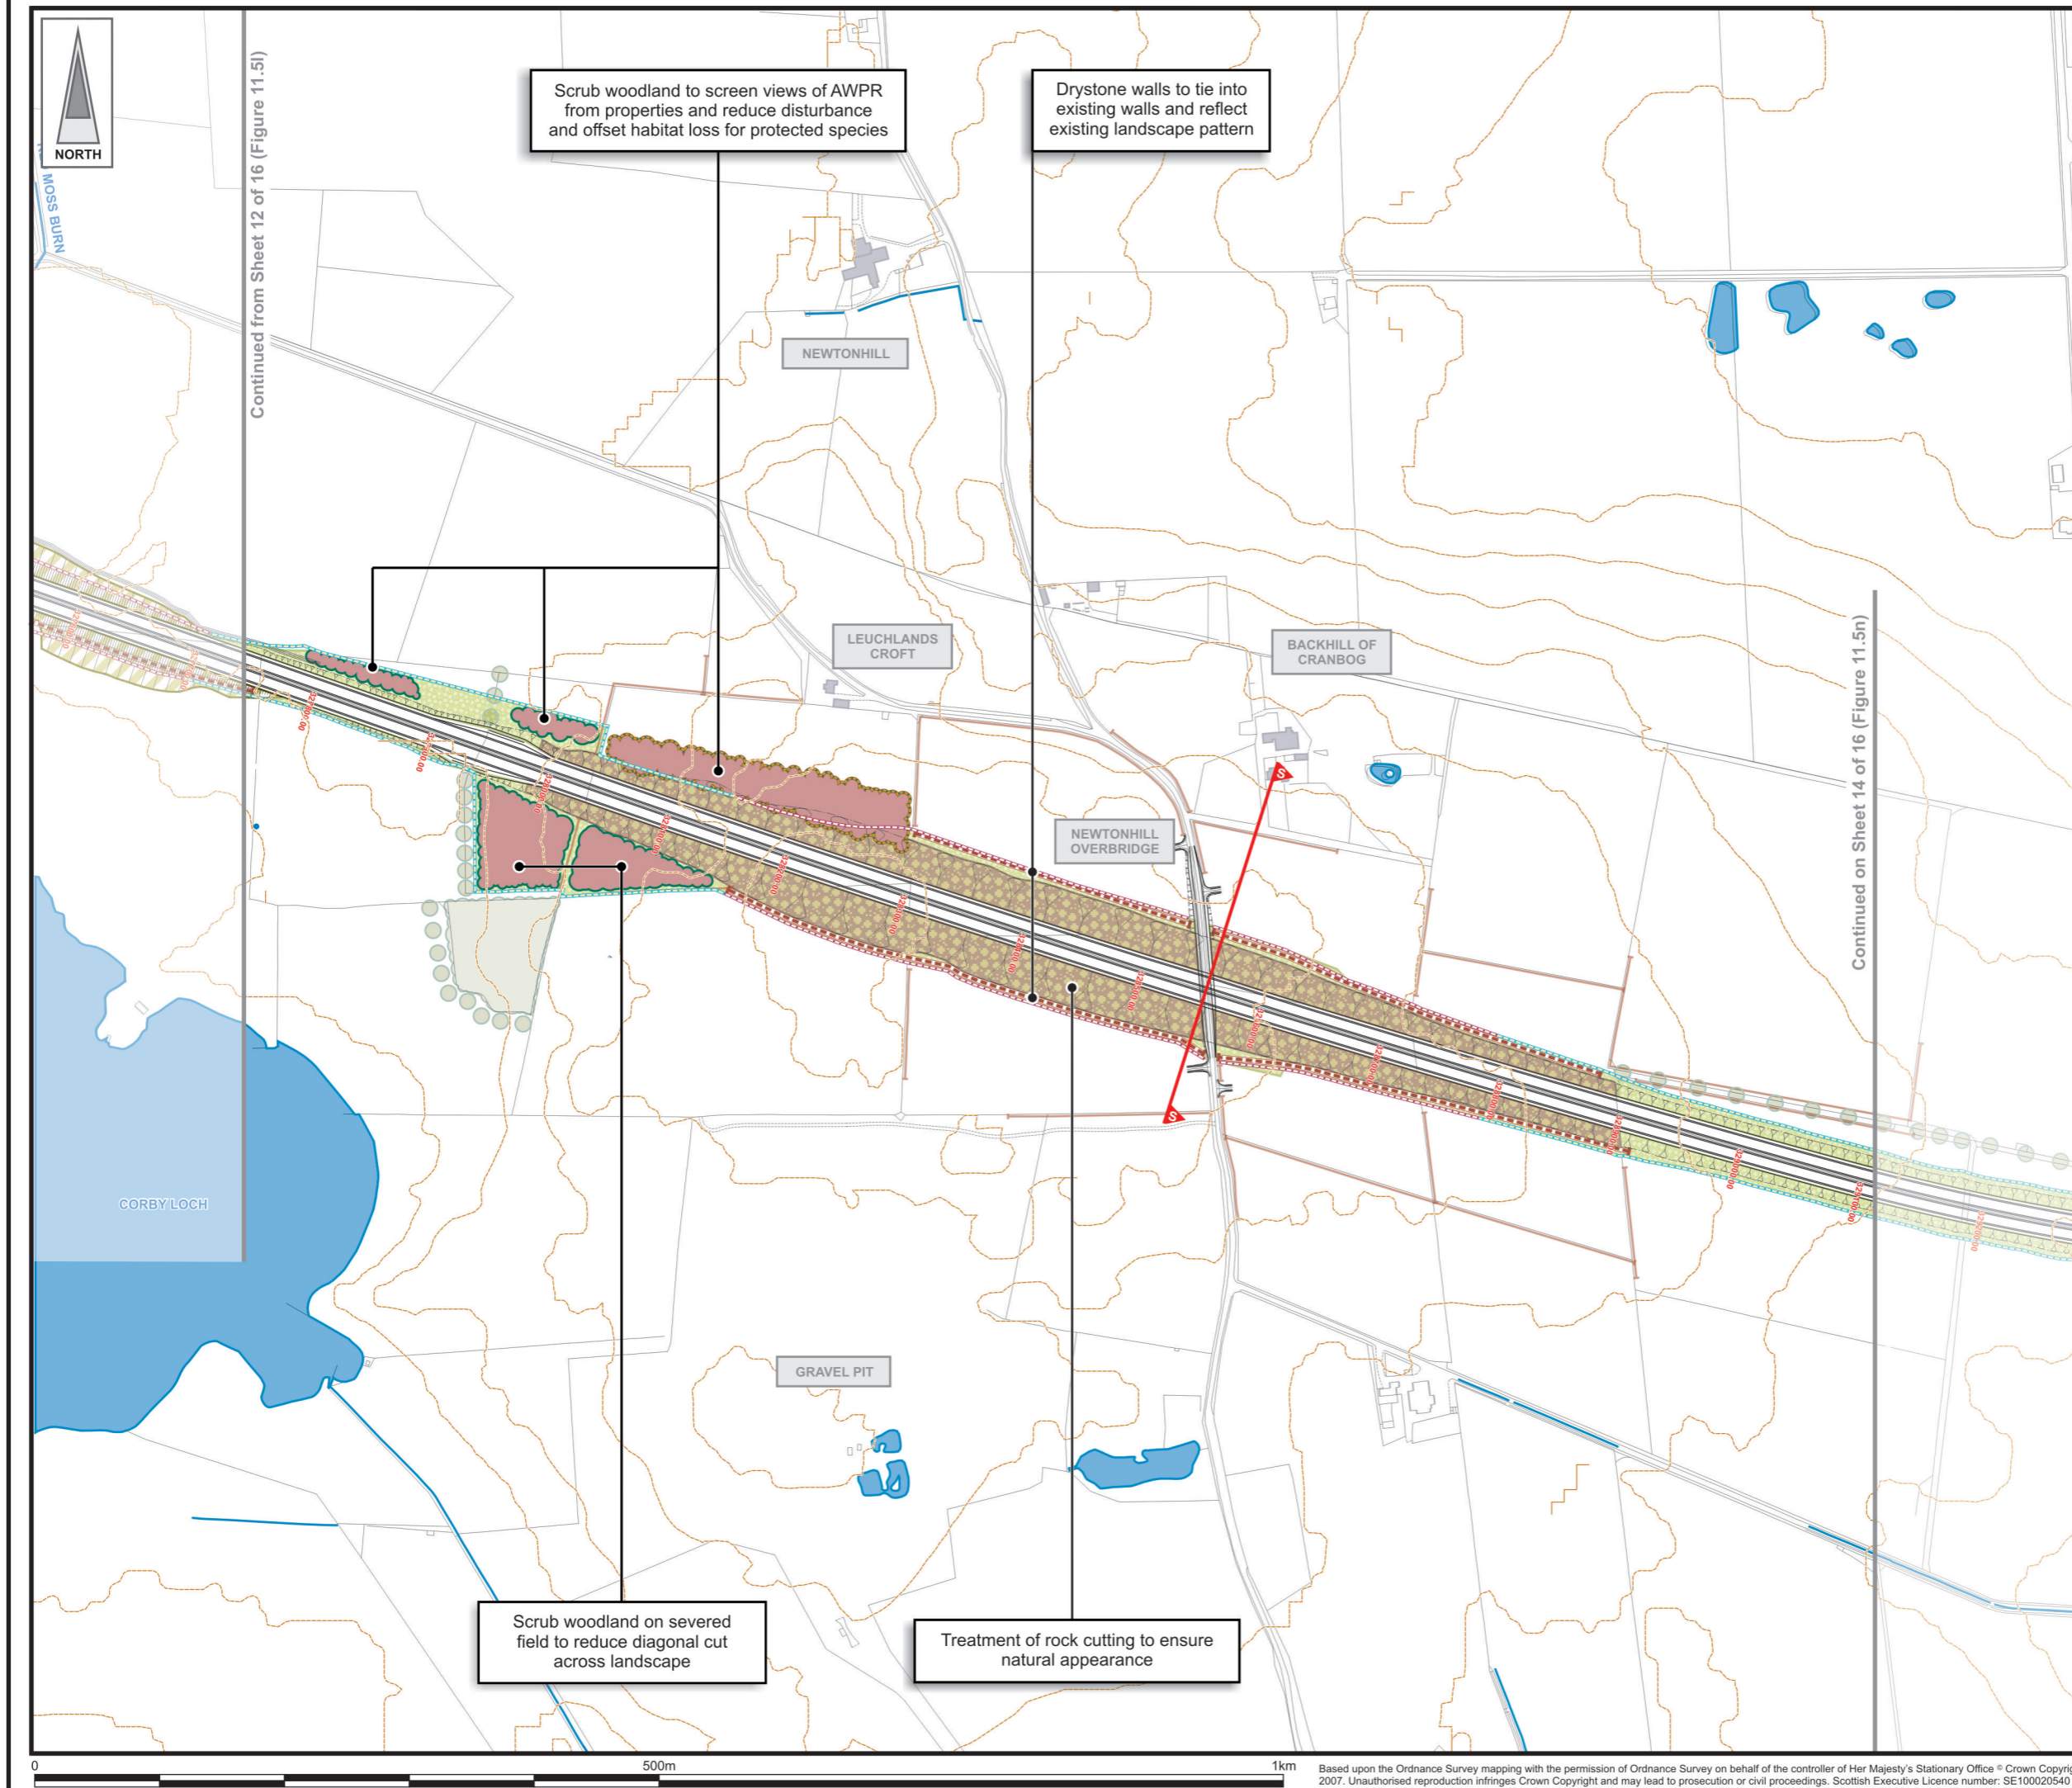 NORTH
Continued from Sheet 12 of 16 (Figure 11.5l)
MOSS BURN
Scrub woodland to screen views of AWPR
from properties and reduce disturbance
and offset habitat loss for protected species
Drystone walls to tie into
existing walls and reflect
existing landscape pattern
NEWTONHILL
LEUCHLANDS
CROFT
BACKHILL OF
CRANBOG
NEWTONHILL
OVERBRIDGE
Continued on Sheet 14 of 16 (Figure 11.5n)
S
S
CORBY LOCH
GRAVEL PIT
Scrub woodland on severed
field to reduce diagonal cut
across landscape
Treatment of rock cutting to ensure
natural appearance
0
500m
1km
Based upon the Ordnance Survey mapping with the permission of Ordnance Survey on behalf of the controller of Her Majesty's Stationary Office © Crown
2007. Unauthorised reproduction infringes Crown Copyright and may lead to prosecution or civil proceedings. Scottish Executive Licence number: